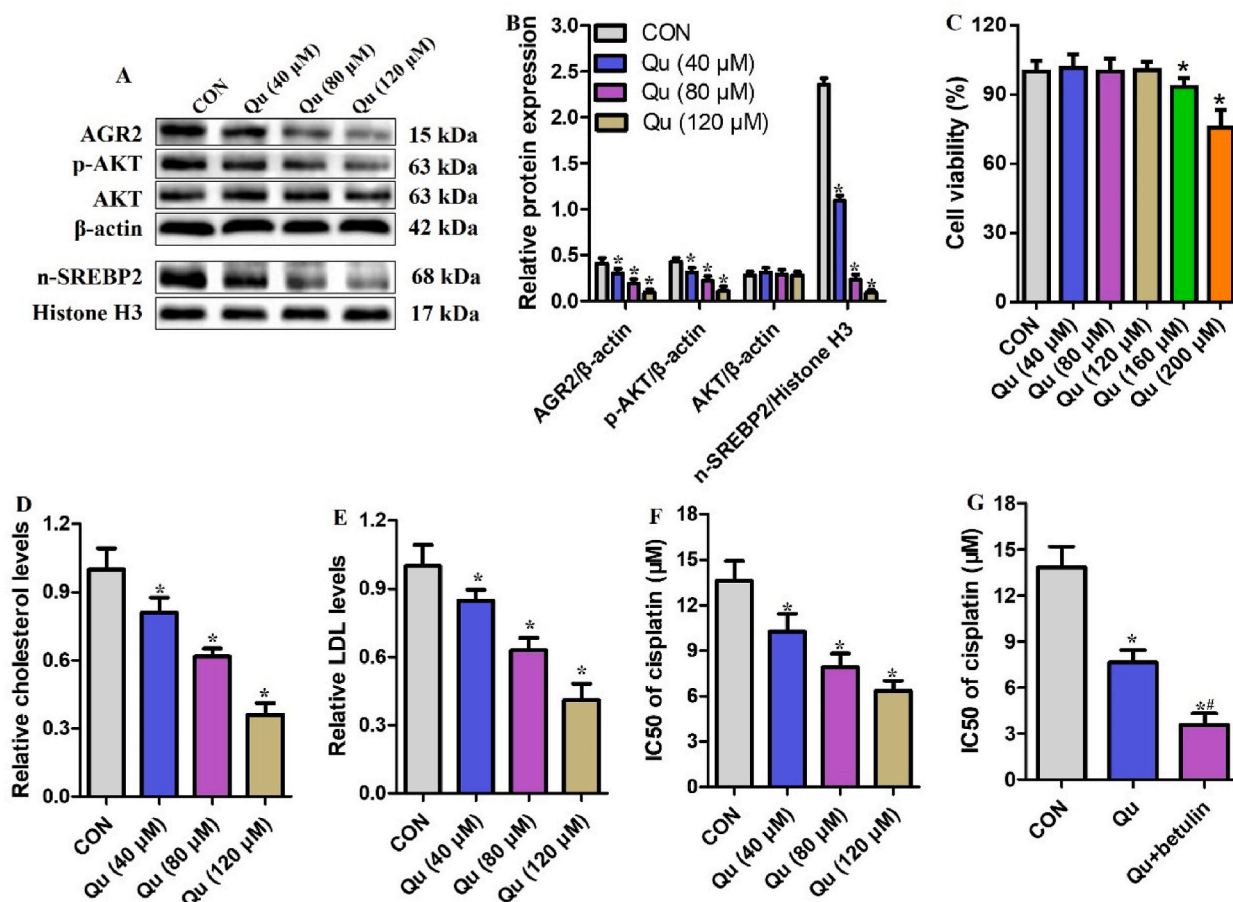 A
CON
Qu (40 μM)
Qu (80 μM)
Qu (120 μM)
AGR2
15 kDa
p-AKT
63 kDa
AKT
63 kDa
β-actin
42 kDa
n-SREBP2
68 kDa
Histone H3
17 kDa
B
Relative protein expression
3.0
2.5
2.0
1.5
1.0
0.5
0.0
CON
Qu (40 μM)
Qu (80 μM)
Qu (120 μM)
*
*
*
*
*
*
*
*
*
AGR2/β-actin
p-AKT/β-actin
AKT/β-actin
n-SREBP2/Histone H3
C
Cell viability (%)
120
90
60
30
0
*
*
CON
Qu (40 μM)
Qu (80 μM)
Qu (120 μM)
Qu (160 μM)
Qu (200 μM)
D
Relative cholesterol levels
1.2
0.9
0.6
0.3
0.0
*
*
*
CON
Qu (40 μM)
Qu (80 μM)
Qu (120 μM)
E
Relative LDL levels
1.2
0.9
0.6
0.3
0.0
*
*
*
CON
Qu (40 μM)
Qu (80 μM)
Qu (120 μM)
F
IC50 of cisplatin (μM)
18
15
12
9
6
3
0
*
*
*
CON
Qu (40 μM)
Qu (80 μM)
Qu (120 μM)
G
IC50 of cisplatin (μM)
18
15
12
9
6
3
0
*
*#
CON
Qu
Qu+betulin